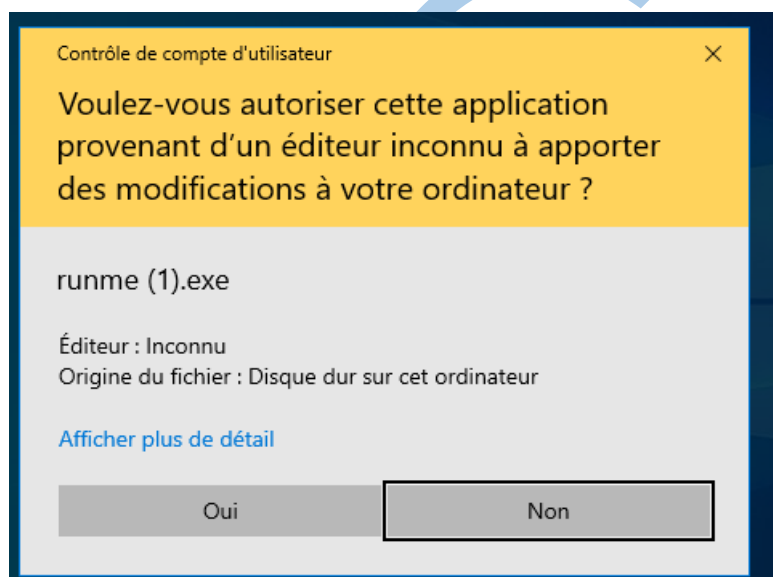 Contrôle de compte d'utilisateur
Voulez-vous autoriser cette application
provenant d'un éditeur inconnu à apporter
des modifications à votre ordinateur ?
runme (1).exe
Éditeur : Inconnu
Origine du fichier : Disque dur sur cet ordinateur
Afficher plus de détail
Oui
Non